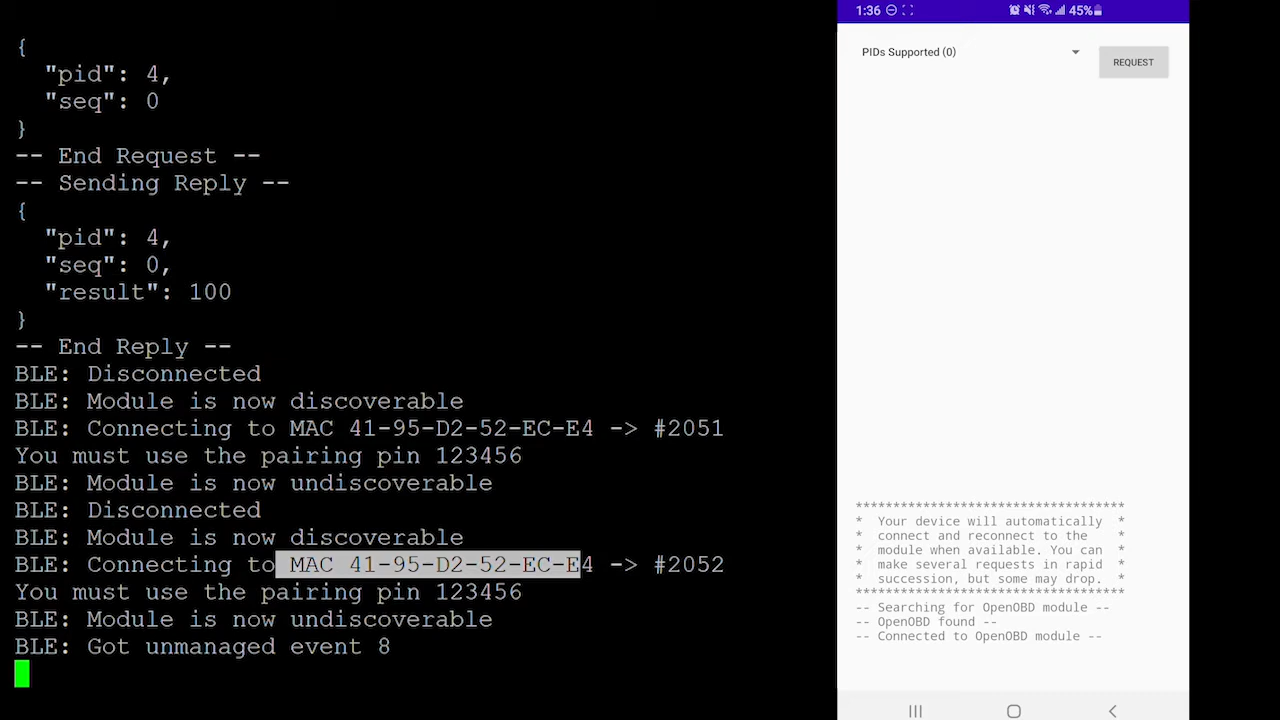 {
"pid": 4,
"seq": 0
}
-- End Request --
-- Sending Reply --
{
"pid": 4,
"seq": 0,
"result": 100
}
-- End Reply --
BLE: Disconnected
BLE: Module is now discoverable
BLE: Connecting to MAC 41-95-D2-52-EC-E4 -> #2051
You must use the pairing pin 123456
BLE: Module is now undiscoverable
BLE: Disconnected
BLE: Module is now discoverable
BLE: Connecting to MAC 41-95-D2-52-EC-E4 -> #2052
You must use the pairing pin 123456
BLE: Module is now undiscoverable
BLE: Got unmanaged event 8
1:36 45%
PIDs Supported (0)
REQUEST
************************************
* Your device will automatically *
* connect and reconnect to the *
* module when available. You can *
* make several requests in rapid *
* succession, but some may drop. *
************************************
-- Searching for OpenOBD module --
-- OpenOBD found --
-- Connected to OpenOBD module --